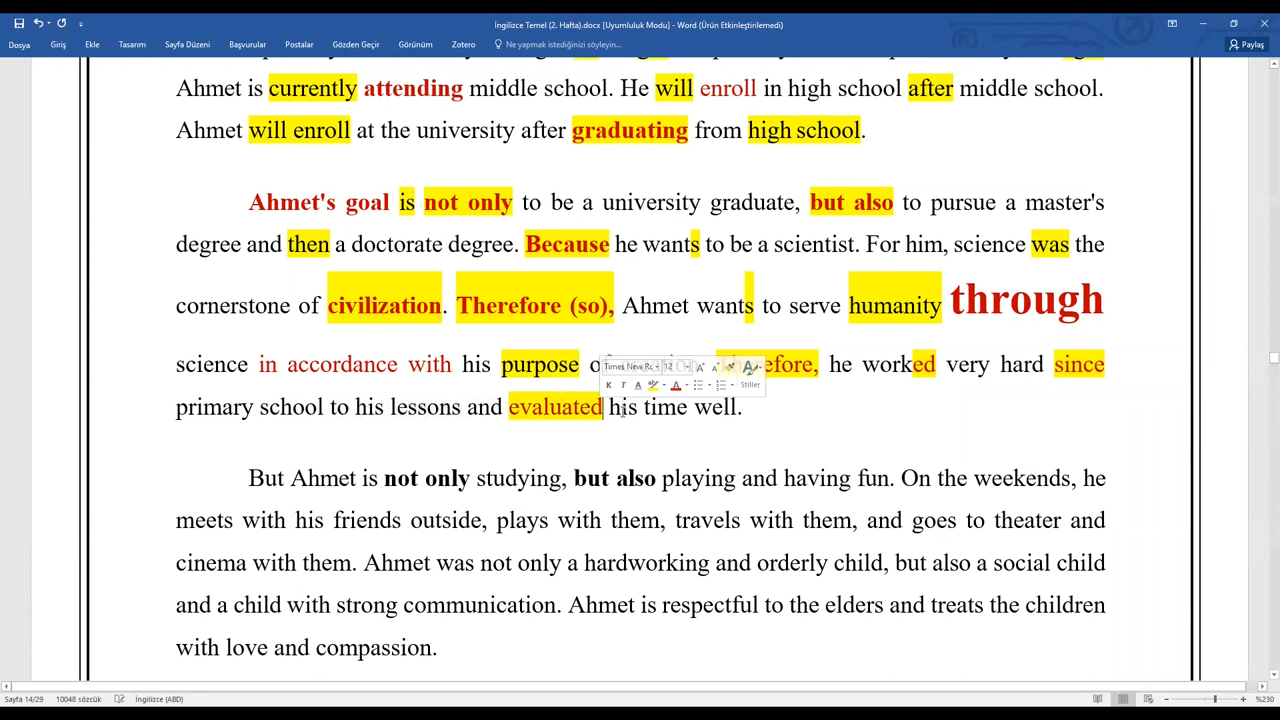 İngilizce Temel (2. Hafta).docx [Uyumluluk Modu] - Word (Ürün Etkinleştirilemedi)
Dosya Giriş Ekle Tasarım Sayfa Düzeni Başvurular Postalar Gözden Geçir Görünüm Zotero Ne yapmak istediğinizi söyleyin... Paylaş
Ahmet is currently attending middle school. He will enroll in high school after middle school.
Ahmet will enroll at the university after graduating from high school.
Ahmet's goal is not only to be a university graduate, but also to pursue a master's
degree and then a doctorate degree. Because he wants to be a scientist. For him, science was the
cornerstone of civilization. Therefore (so), Ahmet wants to serve humanity through
science in accordance with his purpose efore, he worked very hard since
Times New Ro 12
K T A Stiller
primary school to his lessons and evaluated his time well.
But Ahmet is not only studying, but also playing and having fun. On the weekends, he
meets with his friends outside, plays with them, travels with them, and goes to theater and
cinema with them. Ahmet was not only a hardworking and orderly child, but also a social child
and a child with strong communication. Ahmet is respectful to the elders and treats the children
with love and compassion.
Sayfa 14/29 10048 sözcük İngilizce (ABD) %230